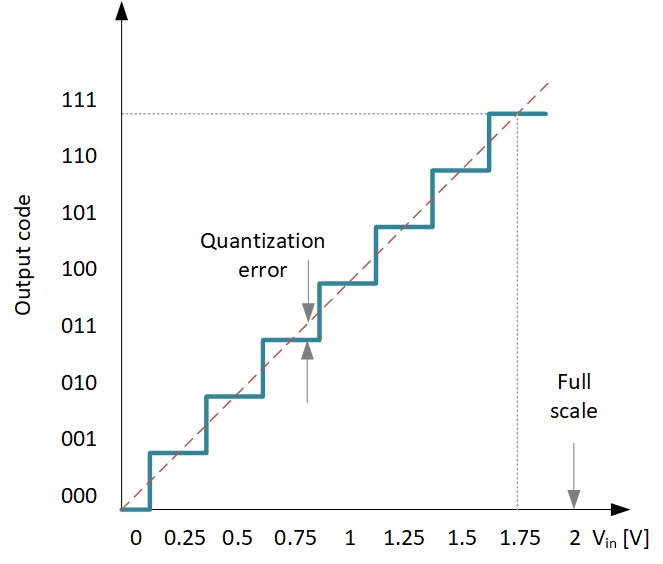 111
110
101
100
011
010
001
000
Output code
Quantization
error
Full
scale
0 0.25 0.5 0.75 1 1.25 1.5 1.75 2 Vin [V]